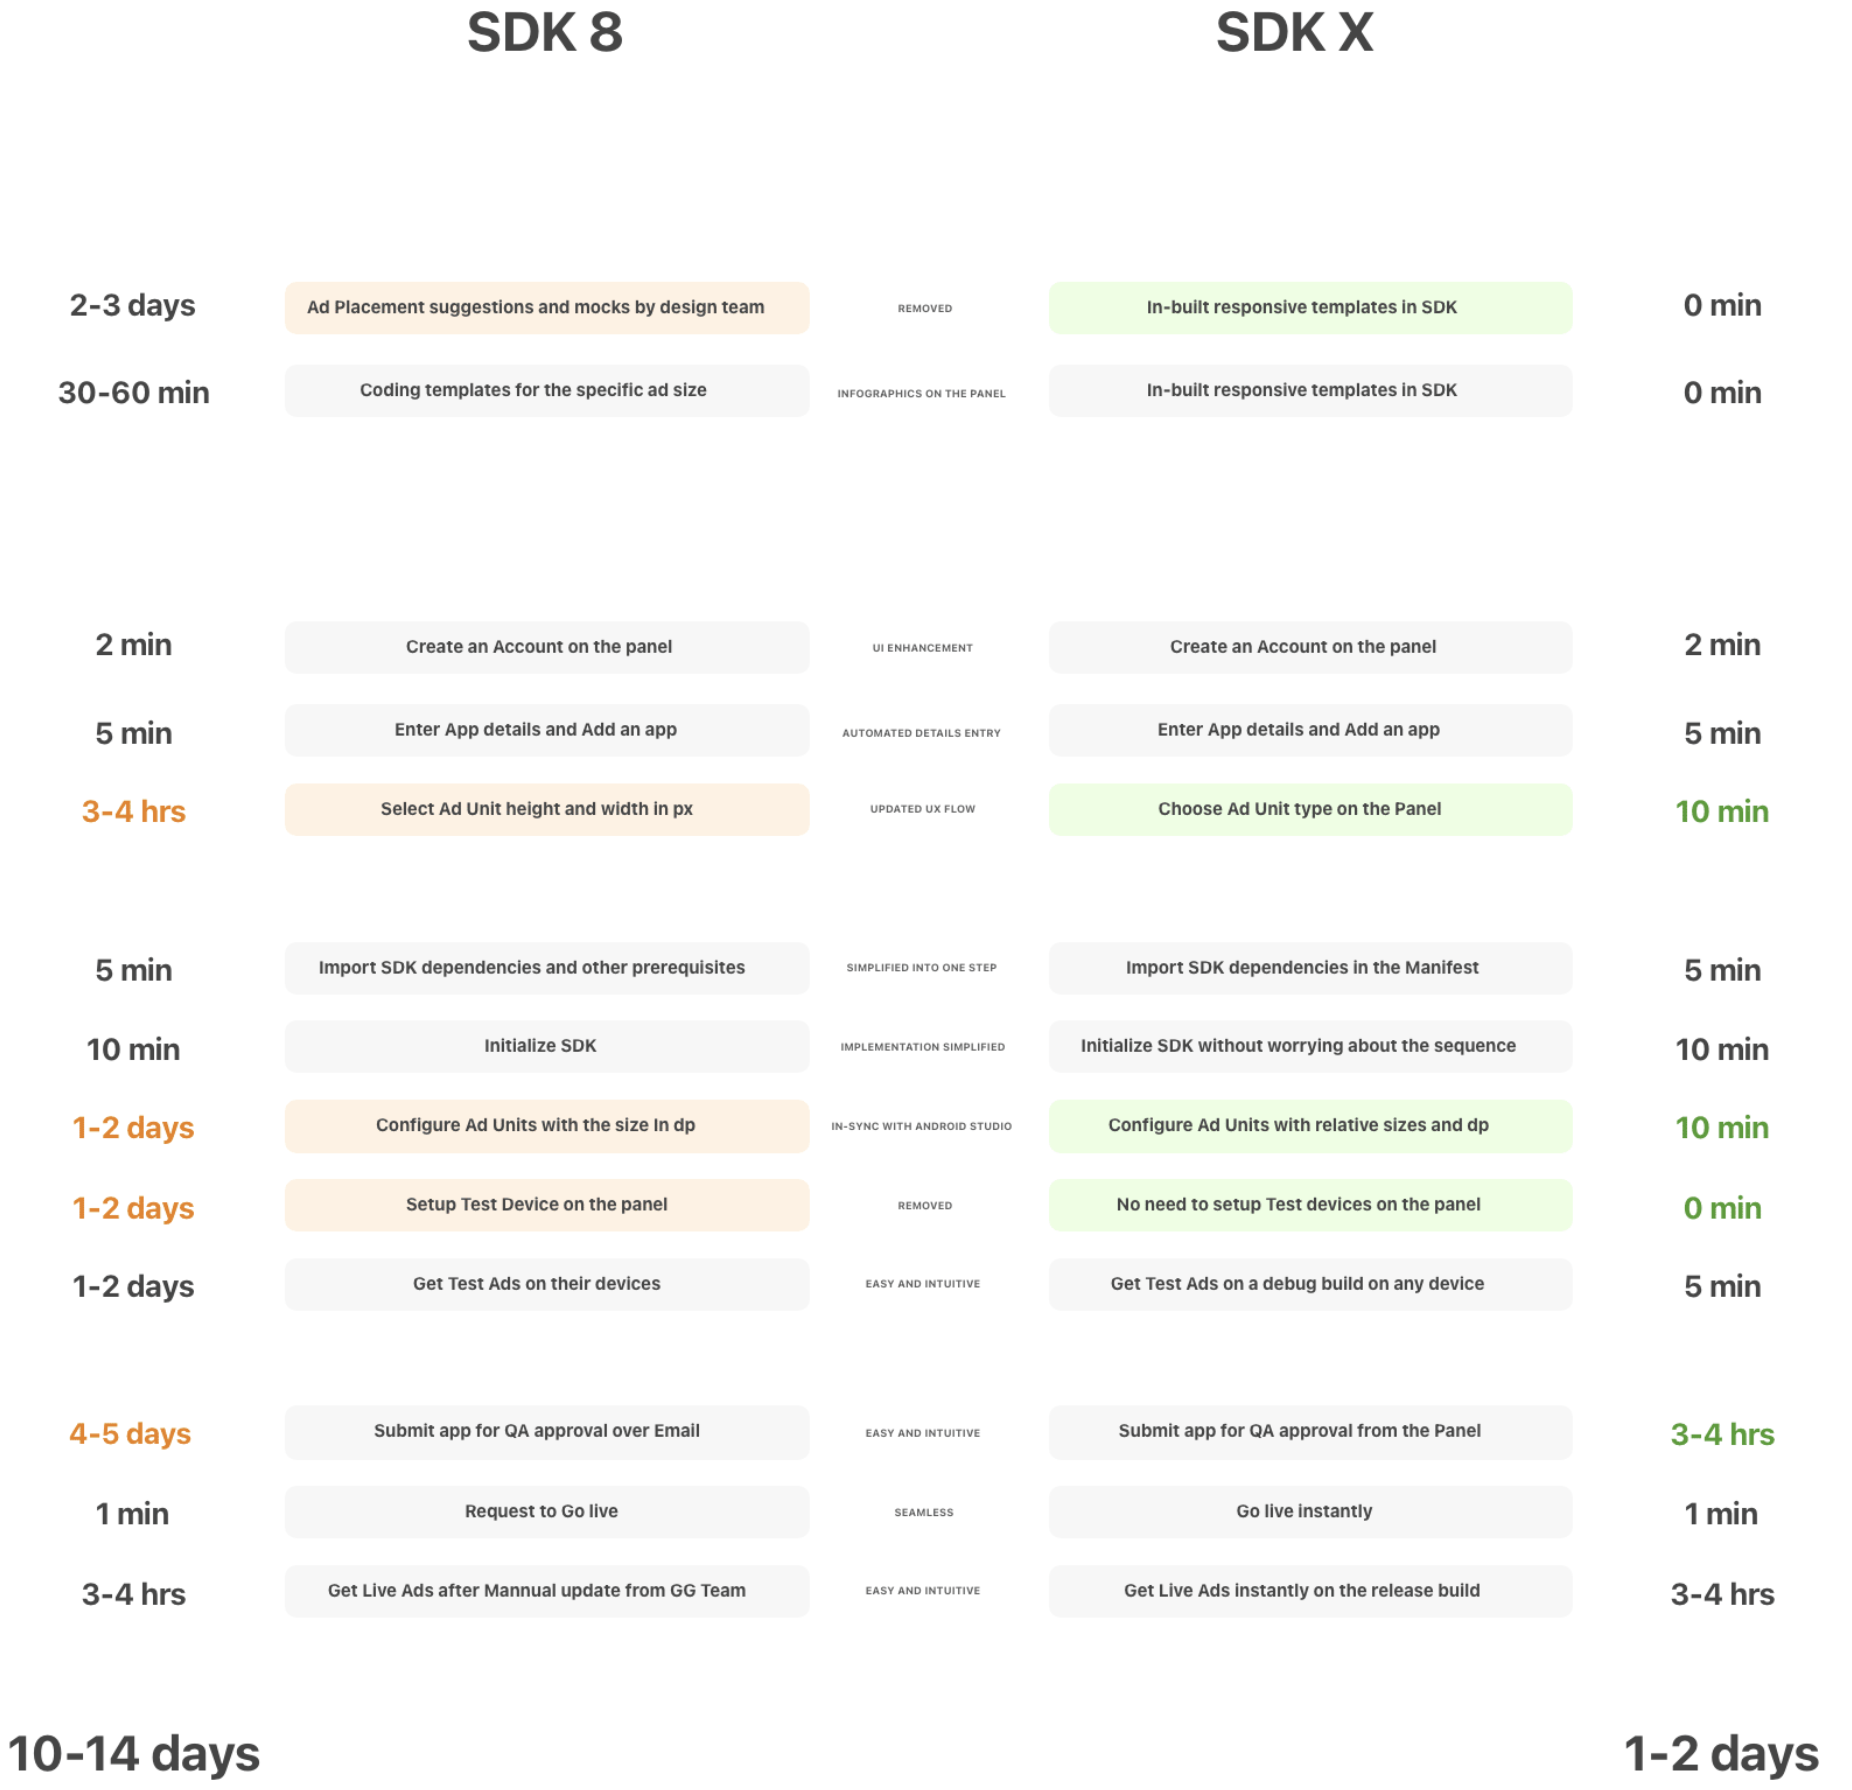 SDK 8
SDK X
2-3 days
Ad Placement suggestions and mocks by design team
REMOVED
In-built responsive templates in SDK
0 min
30-60 min
Coding templates for the specific ad size
INFOGRAPHICS ON THE PANEL
In-built responsive templates in SDK
0 min
2 min
Create an Account on the panel
UI ENHANCEMENT
Create an Account on the panel
2 min
5 min
Enter App details and Add an app
AUTOMATED DETAILS ENTRY
Enter App details and Add an app
5 min
3-4 hrs
Select Ad Unit height and width in px
UPDATED UX FLOW
Choose Ad Unit type on the Panel
10 min
5 min
Import SDK dependencies and other prerequisites
SIMPLIFIED INTO ONE STEP
Import SDK dependencies in the Manifest
5 min
10 min
Initialize SDK
IMPLEMENTATION SIMPLIFIED
Initialize SDK without worrying about the sequence
10 min
1-2 days
Configure Ad Units with the size In dp
IN-SYNC WITH ANDROID STUDIO
Configure Ad Units with relative sizes and dp
10 min
1-2 days
Setup Test Device on the panel
REMOVED
No need to setup Test devices on the panel
0 min
1-2 days
Get Test Ads on their devices
EASY AND INTUITIVE
Get Test Ads on a debug build on any device
5 min
4-5 days
Submit app for QA approval over Email
EASY AND INTUITIVE
Submit app for QA approval from the Panel
3-4 hrs
1 min
Request to Go live
SEAMLESS
Go live instantly
1 min
3-4 hrs
Get Live Ads after Mannual update from GG Team
EASY AND INTUITIVE
Get Live Ads instantly on the release build
3-4 hrs
10-14 days
1-2 days